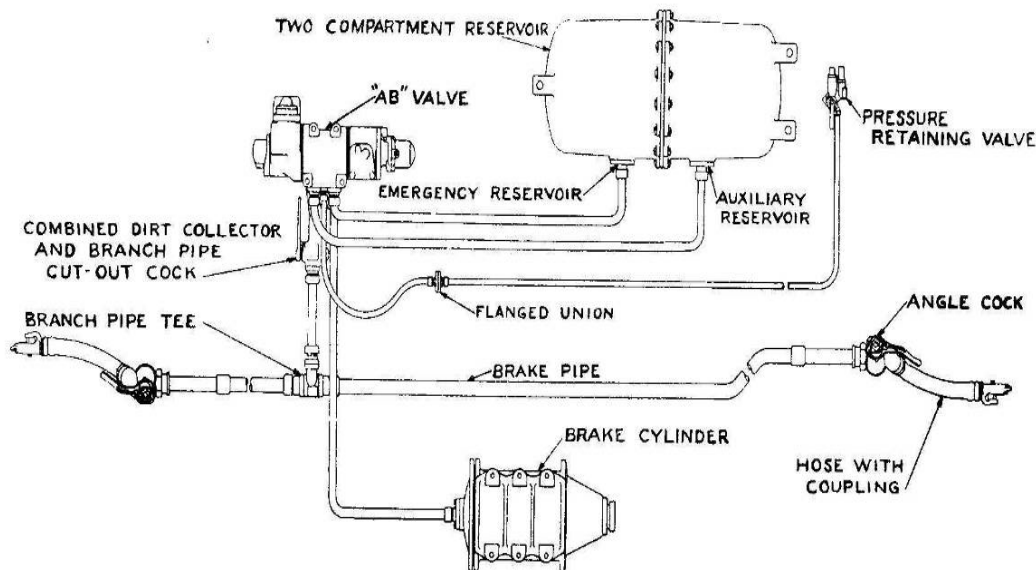 TWO COMPARTMENT RESERVOIR
"AB" VALVE
PRESSURE
RETAINING VALVE
EMERGENCY RESERVOIR
AUXILIARY
RESERVOIR
COMBINED DIRT COLLECTOR
AND BRANCH PIPE
CUT-OUT COCK
FLANGED UNION
ANGLE COCK
BRANCH PIPE TEE
BRAKE PIPE
BRAKE CYLINDER
HOSE WITH
COUPLING